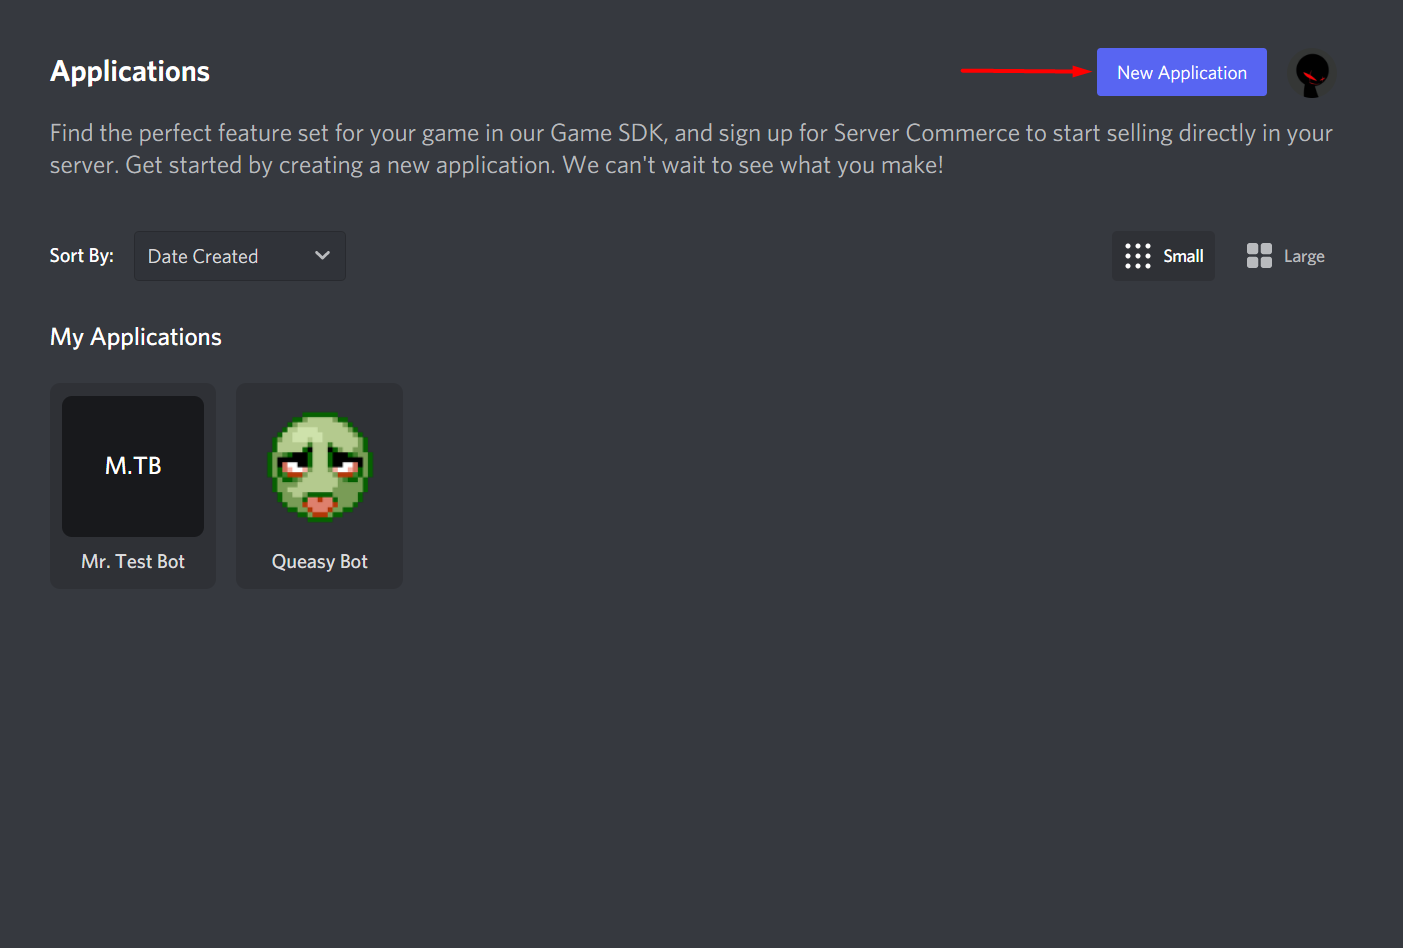 Applications
New Application
Find the perfect feature set for your game in our Game SDK, and sign up for Server Commerce to start selling directly in your
server. Get started by creating a new application. We can't wait to see what you make!
Sort By:
Date Created
Small
Large
My Applications
M.TB
Mr. Test Bot
Queasy Bot